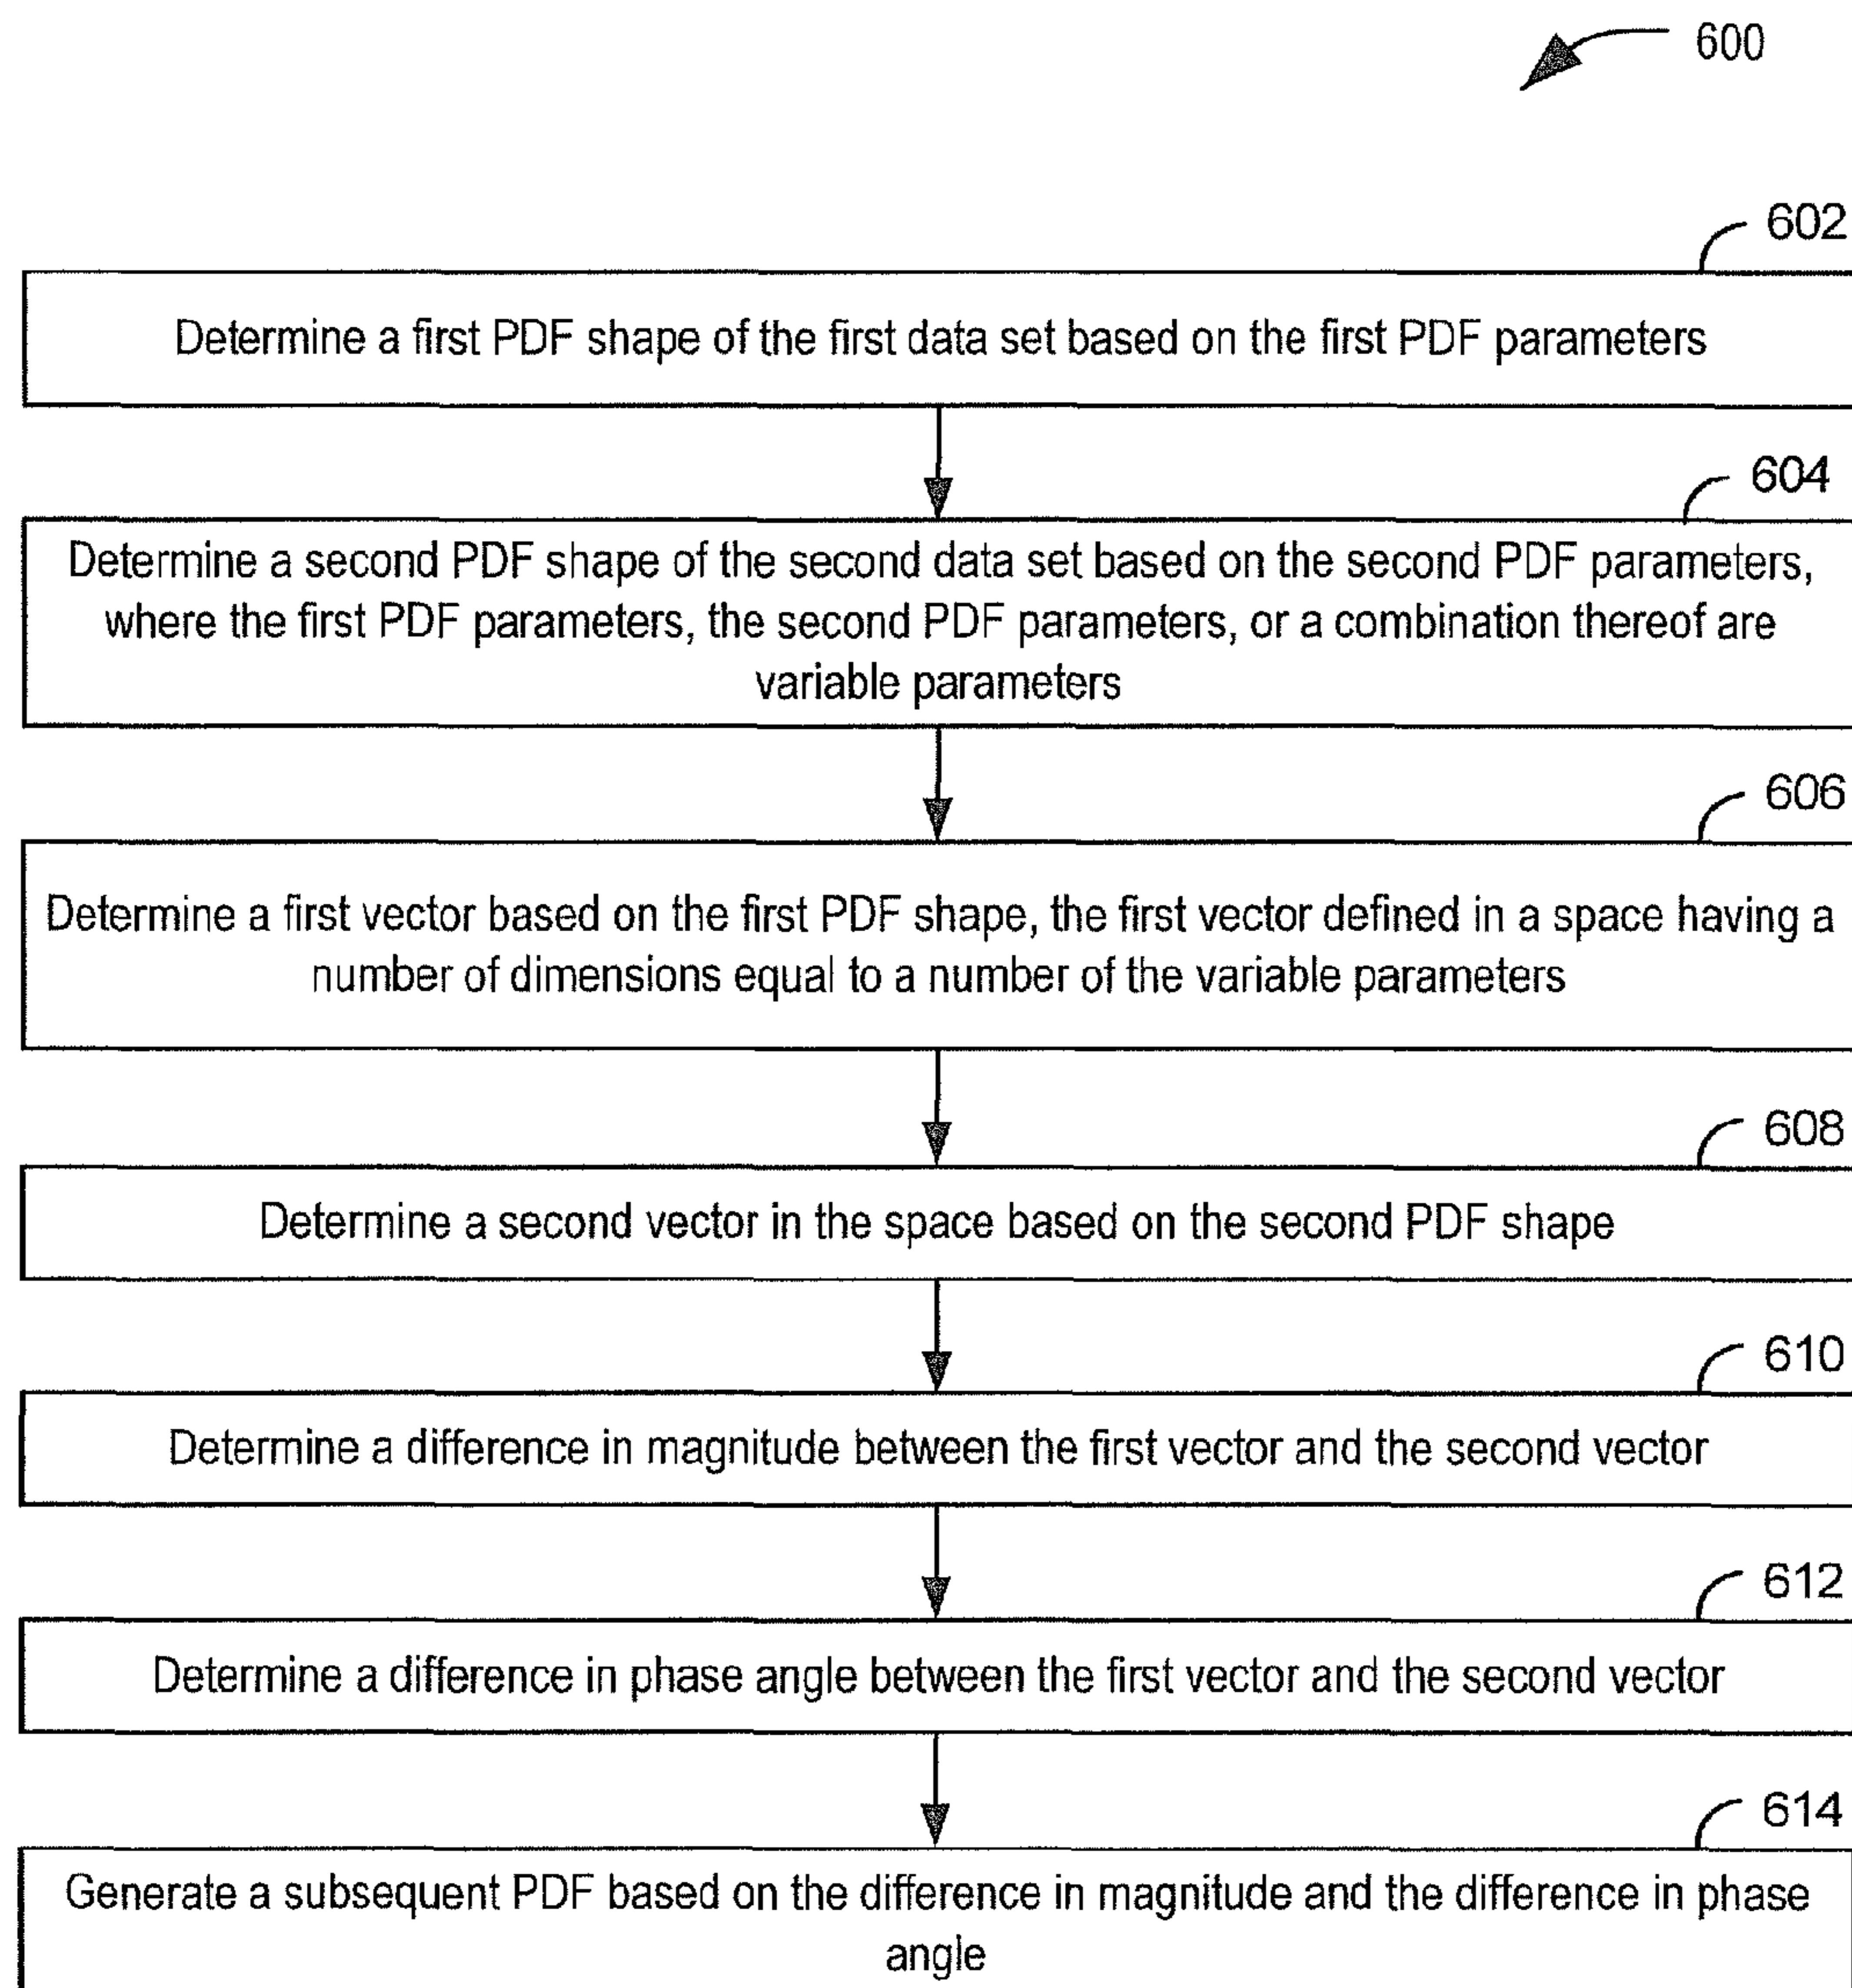 600
602
Determine a first PDF shape of the first data set based on the first PDF parameters
604
Determine a second PDF shape of the second data set based on the second PDF parameters,
where the first PDF parameters, the second PDF parameters, or a combination thereof are
variable parameters
606
Determine a first vector based on the first PDF shape, the first vector defined in a space having a
number of dimensions equal to a number of the variable parameters
608
Determine a second vector in the space based on the second PDF shape
610
Determine a difference in magnitude between the first vector and the second vector
612
Determine a difference in phase angle between the first vector and the second vector
614
Generate a subsequent PDF based on the difference in magnitude and the difference in phase
angle